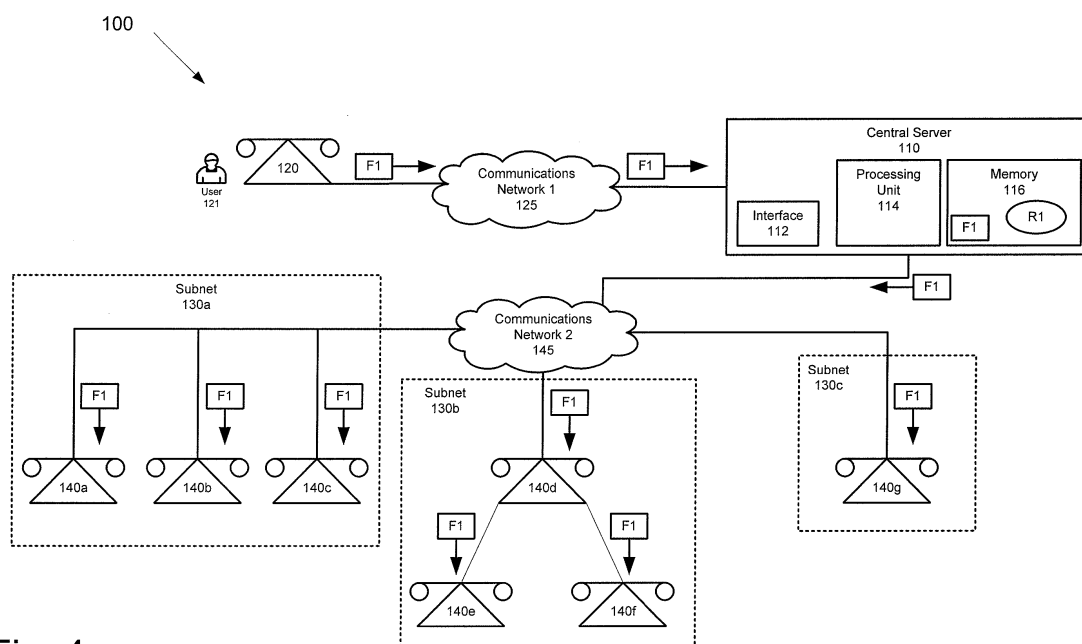 100
User
121
120
F1
Communications
Network 1
125
F1
Central Server
110
Interface
112
Processing
Unit
114
Memory
116
F1
R1
F1
Subnet
130a
Communications
Network 2
145
Subnet
130b
Subnet
130c
F1
F1
F1
F1
F1
140a
140b
140c
140d
140g
F1
F1
140e
140f